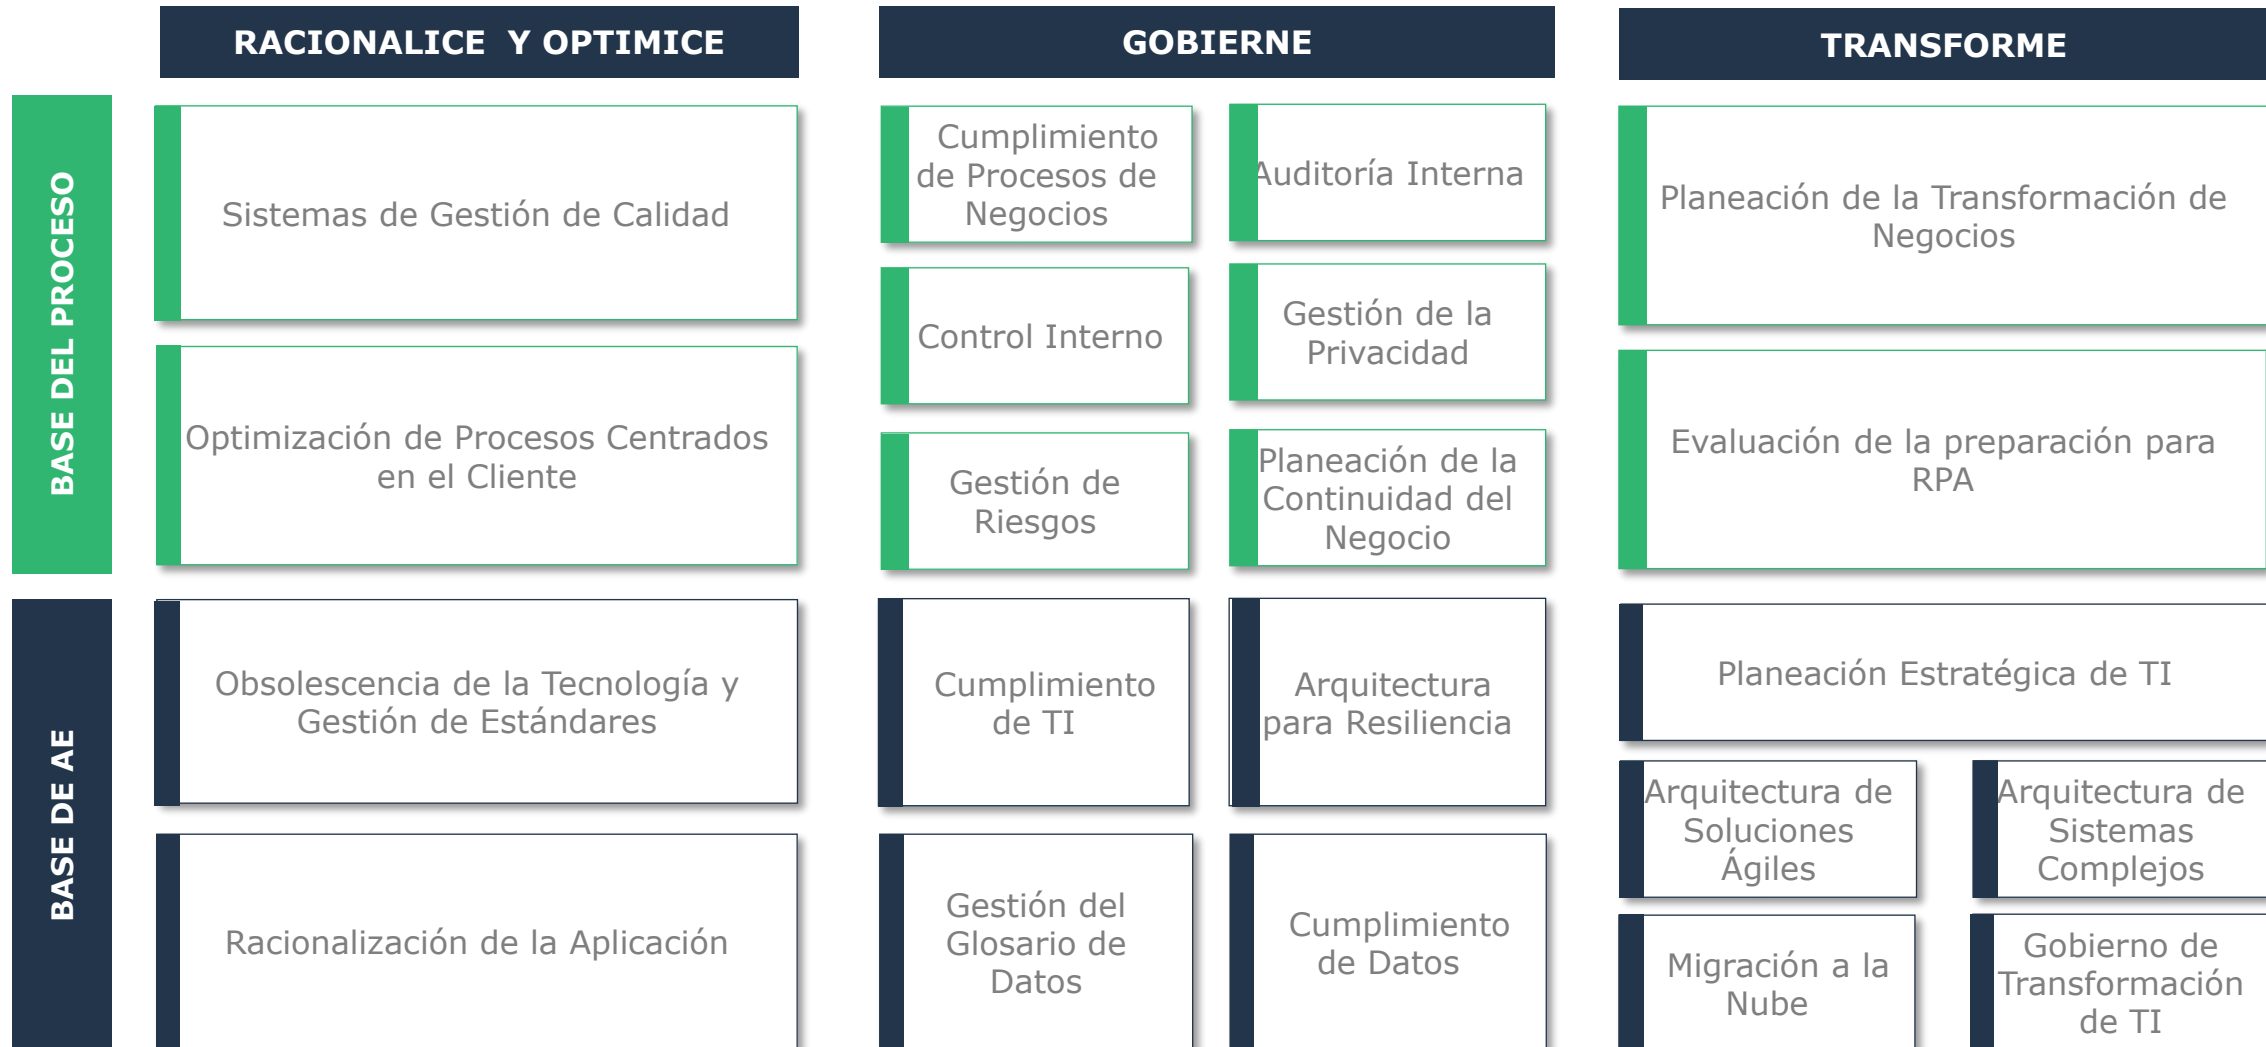 RACIONALICE Y OPTIMICE
GOBIERNE
TRANSFORME
BASE DEL PROCESO
Sistemas de Gestión de Calidad
Optimización de Procesos Centrados
en el Cliente
Cumplimiento
de Procesos de
Negocios
Auditoría Interna
Control Interno
Gestión de la
Privacidad
Gestión de
Riesgos
Planeación de la
Continuidad del
Negocio
Planeación de la Transformación de
Negocios
Evaluación de la preparación para
RPA
BASE DE AE
Obsolescencia de la Tecnología y
Gestión de Estándares
Racionalización de la Aplicación
Cumplimiento
de TI
Arquitectura
para Resiliencia
Gestión del
Glosario de
Datos
Cumplimiento
de Datos
Planeación Estratégica de TI
Arquitectura de
Soluciones
Ágiles
Arquitectura de
Sistemas
Complejos
Migración a la
Nube
Gobierno de
Transformación
de TI